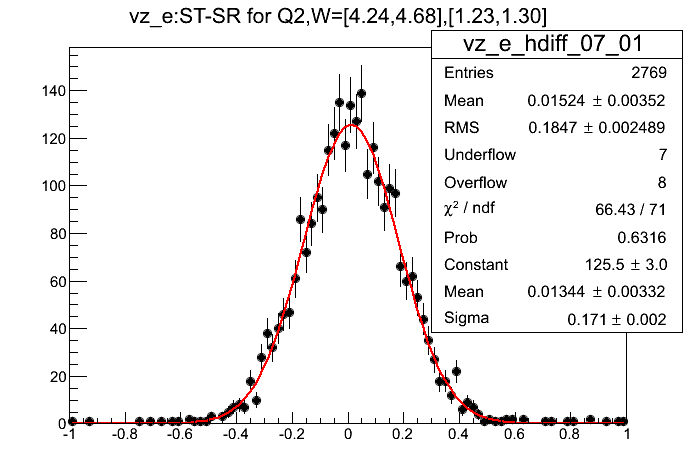 vz_e:ST-SR for Q2,W=[4.24,4.68],[1.23,1.30]
vz_e_hdiff_07_01
Entries 2769
Mean 0.01524 ± 0.00352
RMS 0.1847 ± 0.002489
Underflow 7
Overflow 8
χ² / ndf 66.43 / 71
Prob 0.6316
Constant 125.5 ± 3.0
Mean 0.01344 ± 0.00332
Sigma 0.171 ± 0.002
140
120
100
80
60
40
20
0
-1 -0.8 -0.6 -0.4 -0.2 0 0.2 0.4 0.6 0.8 1